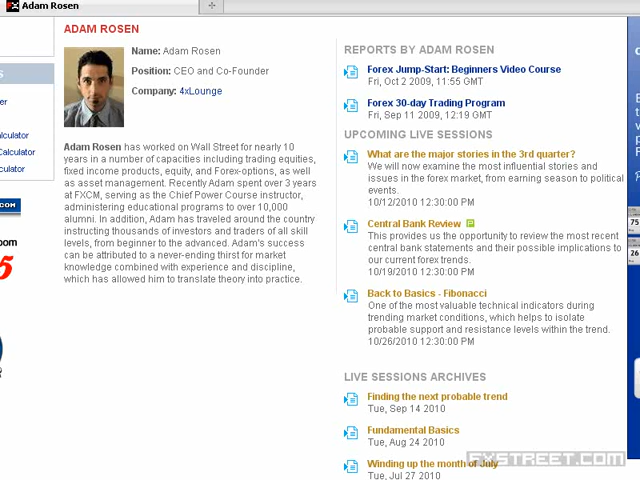 Adam Rosen
ADAM ROSEN
Name: Adam Rosen
Position: CEO and Co-Founder
Company: 4xLounge
Adam Rosen has worked on Wall Street for nearly 10
years in a number of capacities including trading equities,
fixed income products, equity, and Forex-options, as well
as asset management. Recently Adam spent over 3 years
at FXCM, serving as the Chief Power Course instructor,
administering educational programs to over 10,000
alumni. In addition, Adam has traveled around the country
instructing thousands of investors and traders of all skill
levels, from beginner to the advanced. Adam's success
can be attributed to a never-ending thirst for market
knowledge combined with experience and discipline,
which has allowed him to translate theory into practice.
REPORTS BY ADAM ROSEN
Forex Jump-Start: Beginners Video Course
Fri, Oct 2 2009, 11:55 GMT
Forex 30-day Trading Program
Fri, Sep 11 2009, 12:19 GMT
UPCOMING LIVE SESSIONS
What are the major stories in the 3rd quarter?
We will now examine the most influential stories and
issues in the forex market, from earning season to political
events.
10/12/2010 12:30:00 PM
Central Bank Review
This provides us the opportunity to review the most recent
central bank statements and their possible implications to
our current forex trends.
10/19/2010 12:30:00 PM
Back to Basics - Fibonacci
One of the most valuable technical indicators during
trending market conditions, which helps to isolate
probable support and resistance levels within the trend.
10/26/2010 12:30:00 PM
LIVE SESSIONS ARCHIVES
Finding the next probable trend
Tue, Sep 14 2010
Fundamental Basics
Tue, Aug 24 2010
Winding up the month of July
Tue, Jul 27 2010
FXSTREET.COM